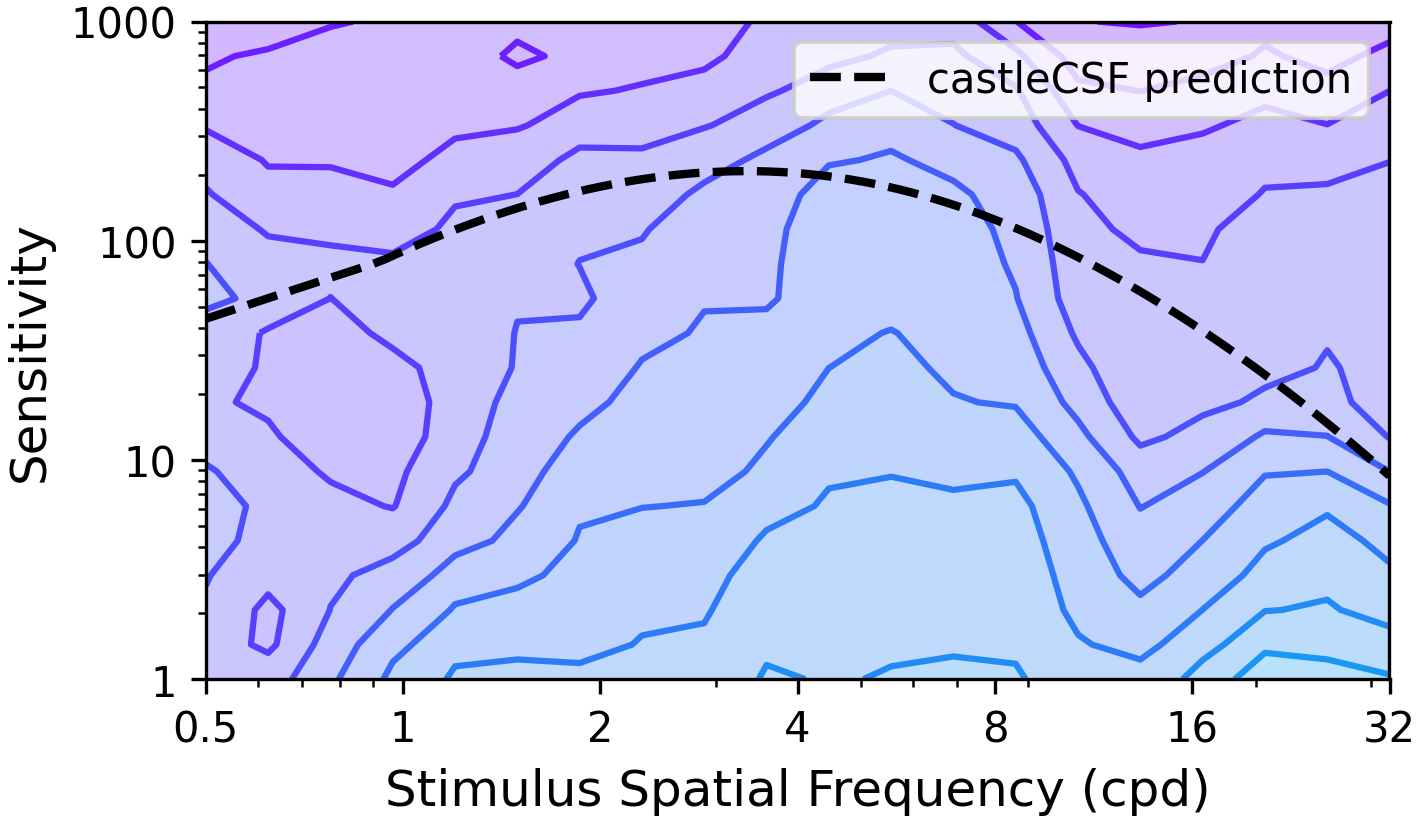 1000
100
10
1
Sensitivity
castleCSF prediction
0.5 1 2 4 8 16 32
Stimulus Spatial Frequency (cpd)